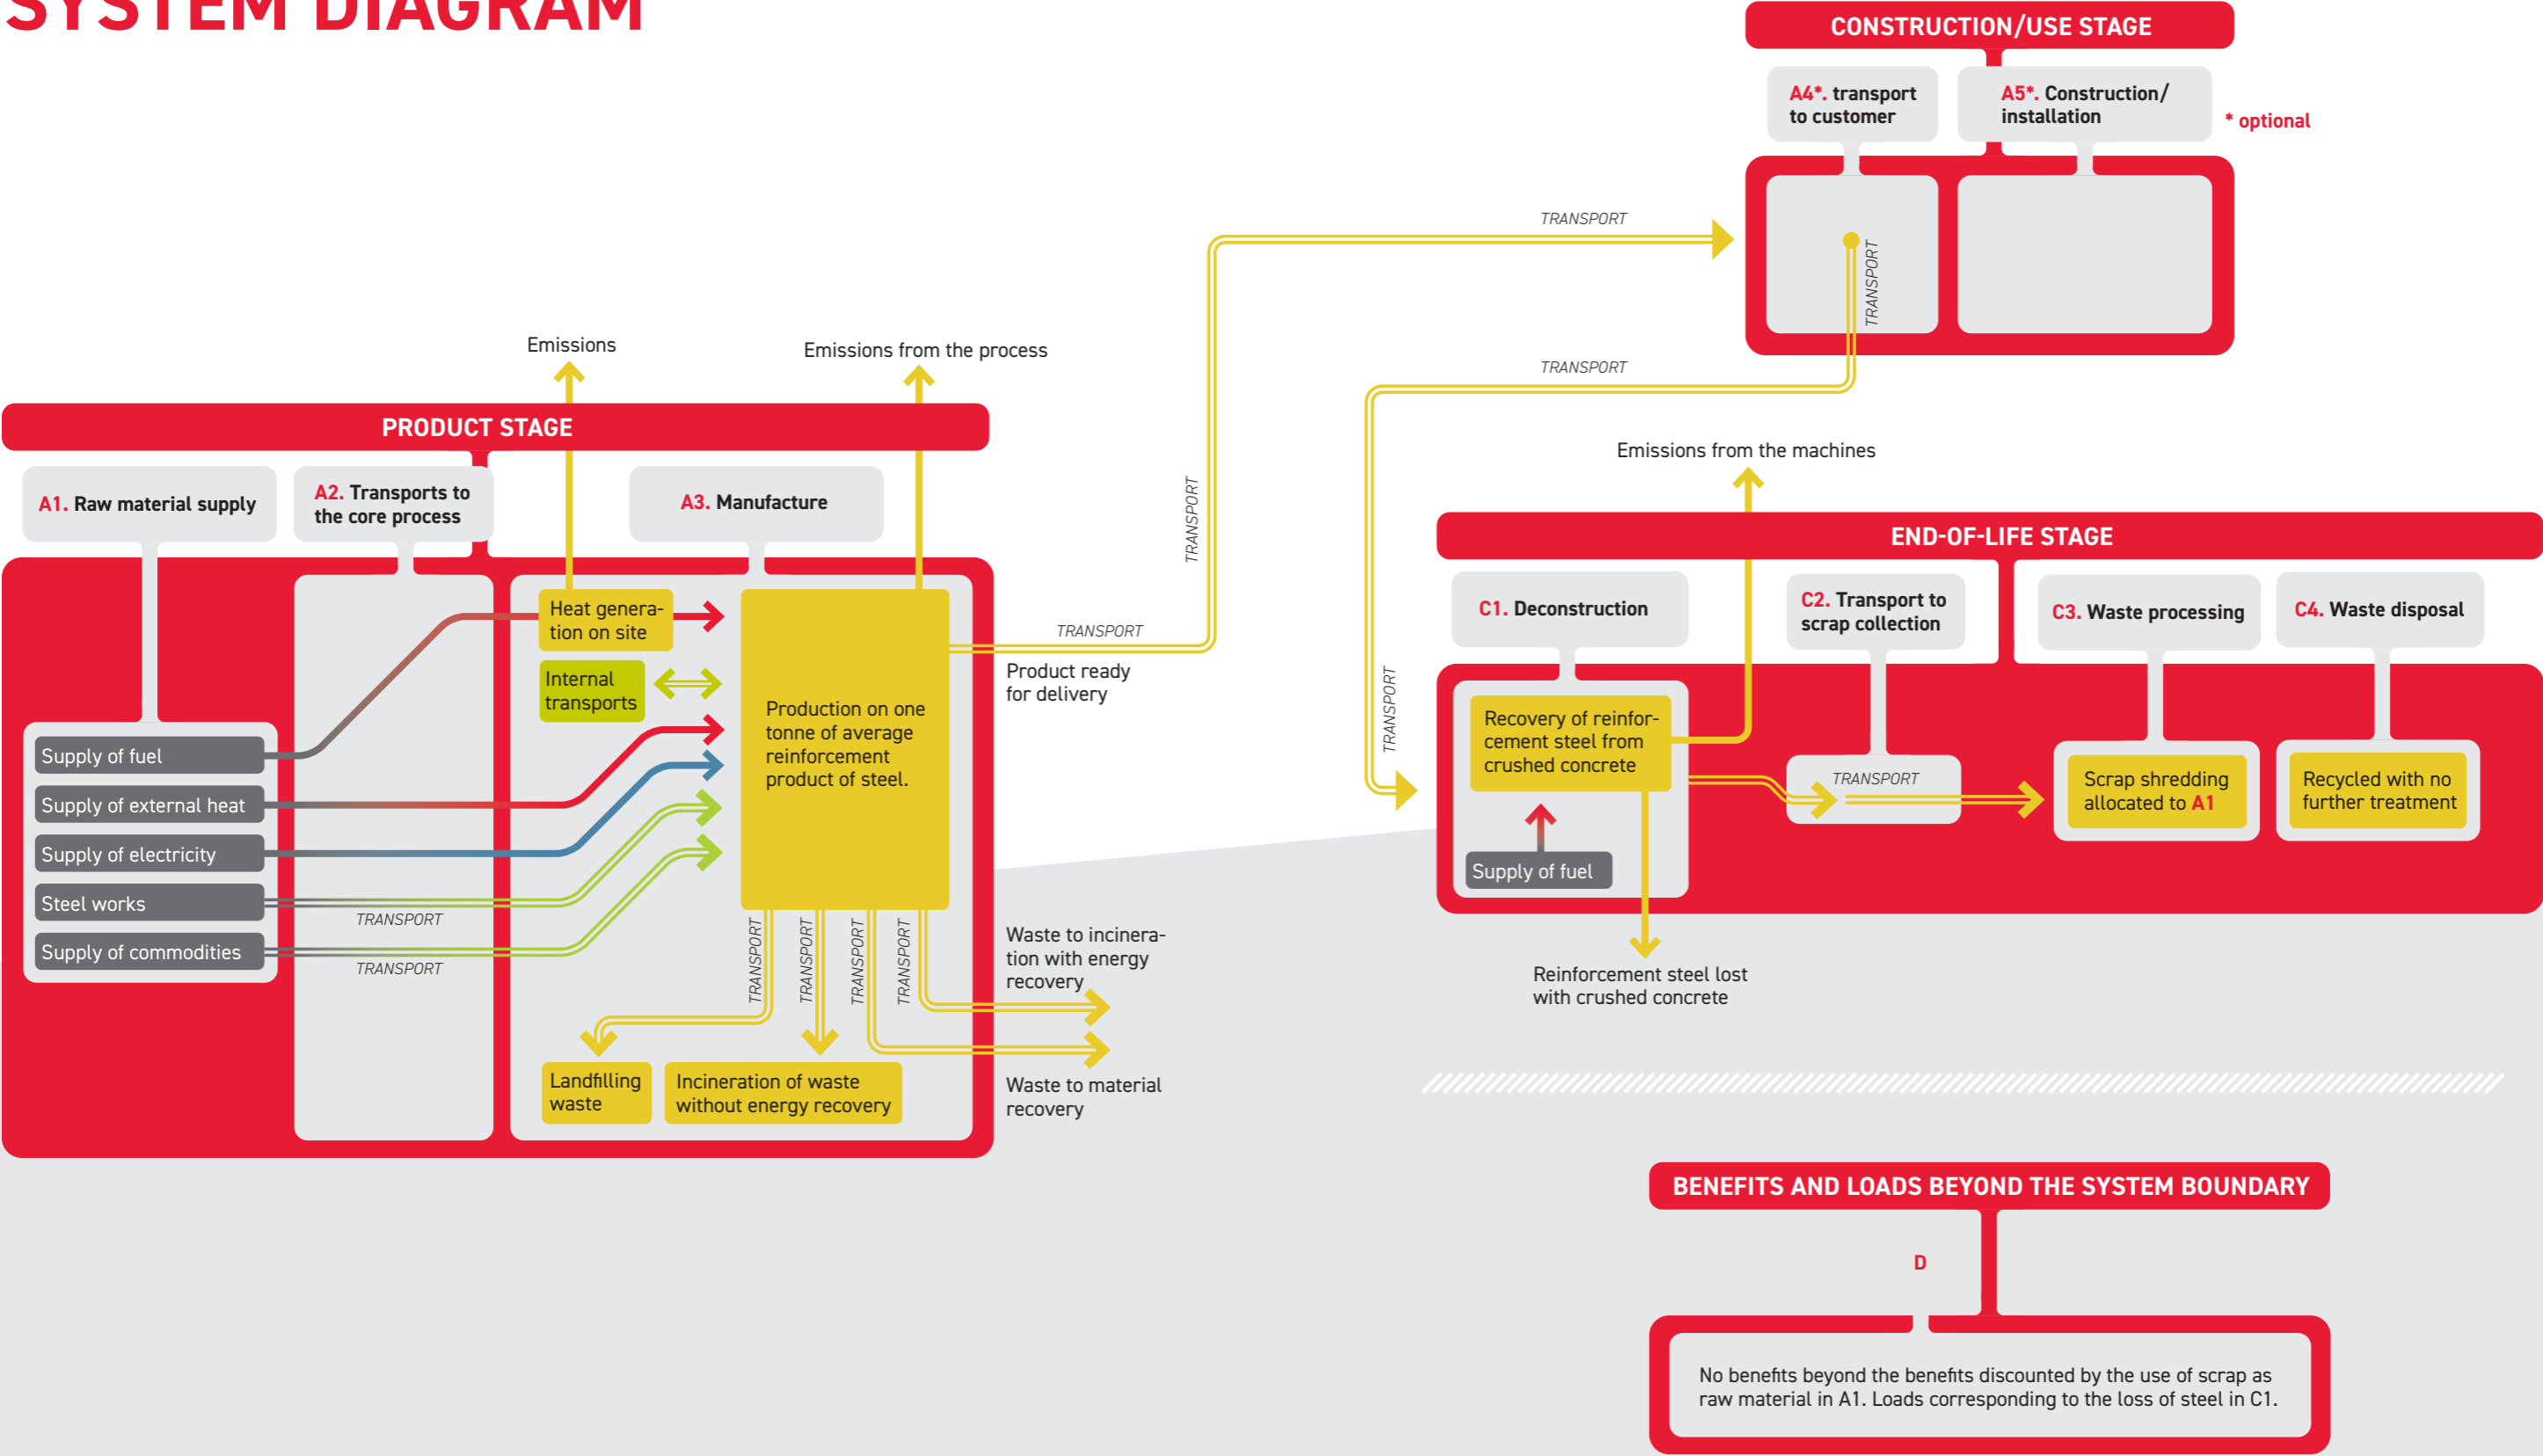 SYSTEM DIAGRAM
CONSTRUCTION/USE STAGE
A4*. transport
to customer
A5*. Construction/
installation
* optional
TRANSPORT
TRANSPORT
TRANSPORT
TRANSPORT
TRANSPORT
TRANSPORT
Emissions
Emissions from the process
PRODUCT STAGE
A1. Raw material supply
A2. Transports to
the core process
A3. Manufacture
Supply of fuel
Supply of external heat
Supply of electricity
Steel works
Supply of commodities
TRANSPORT
TRANSPORT
Heat genera-
tion on site
Internal
transports
Production on one
tonne of average
reinforcement
product of steel.
Product ready
for delivery
TRANSPORT
TRANSPORT
TRANSPORT
TRANSPORT
Landfilling
waste
Incineration of waste
without energy recovery
Waste to incinera-
tion with energy
recovery
Waste to material
recovery
Emissions from the machines
END-OF-LIFE STAGE
C1. Deconstruction
C2. Transport to
scrap collection
C3. Waste processing
C4. Waste disposal
Recovery of reinfor-
cement steel from
crushed concrete
Supply of fuel
TRANSPORT
Scrap shredding
allocated to A1
Recycled with no
further treatment
Reinforcement steel lost
with crushed concrete
BENEFITS AND LOADS BEYOND THE SYSTEM BOUNDARY
D
No benefits beyond the benefits discounted by the use of scrap as
raw material in A1. Loads corresponding to the loss of steel in C1.